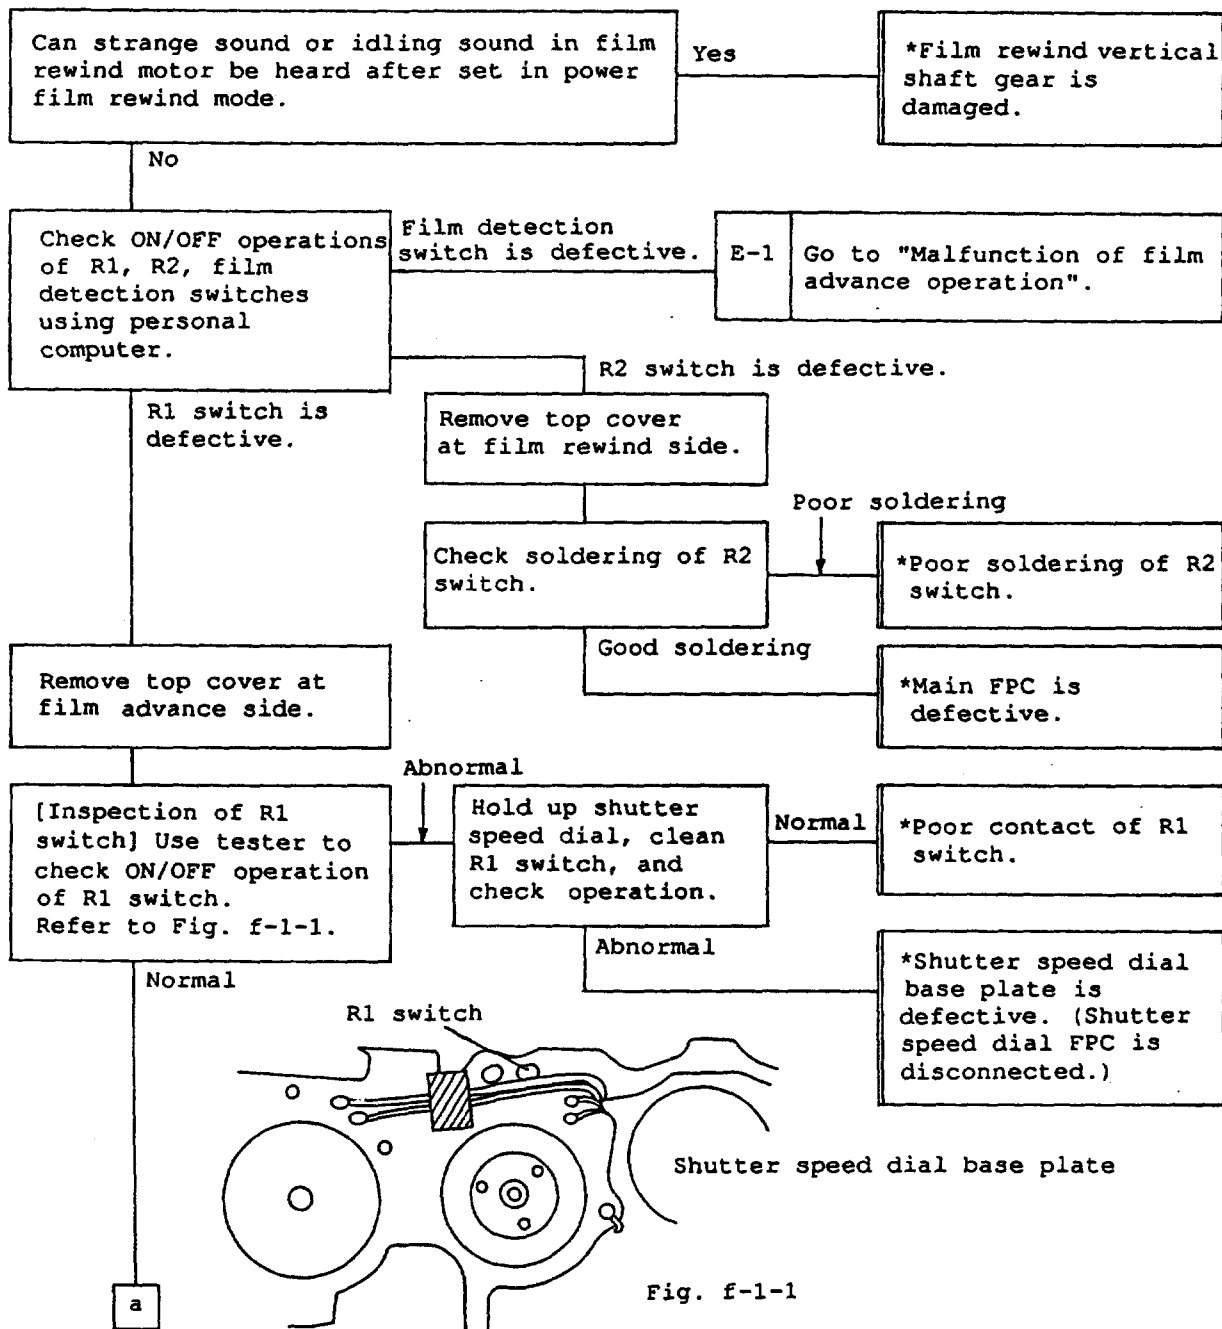 Can strange sound or idling sound in film
rewind motor be heard after set in power
film rewind mode.
Yes
*Film rewind vertical
shaft gear is
damaged.
No
Check ON/OFF operations
of R1, R2, film
detection switches
using personal
computer.
Film detection
switch is defective.
E-1
Go to "Malfunction of film
advance operation".
R2 switch is defective.
R1 switch is
defective.
Remove top cover
at film rewind side.
Poor soldering
Check soldering of R2
switch.
*Poor soldering of R2
switch.
Good soldering
*Main FPC is
defective.
Remove top cover at
film advance side.
Abnormal
[Inspection of R1
switch] Use tester to
check ON/OFF operation
of R1 switch.
Refer to Fig. f-1-1.
Hold up shutter
speed dial, clean
R1 switch, and
check operation.
Normal
*Poor contact of R1
switch.
Abnormal
*Shutter speed dial
base plate is
defective. (Shutter
speed dial FPC is
disconnected.)
Normal
R1 switch
Shutter speed dial base plate
Fig. f-1-1
a